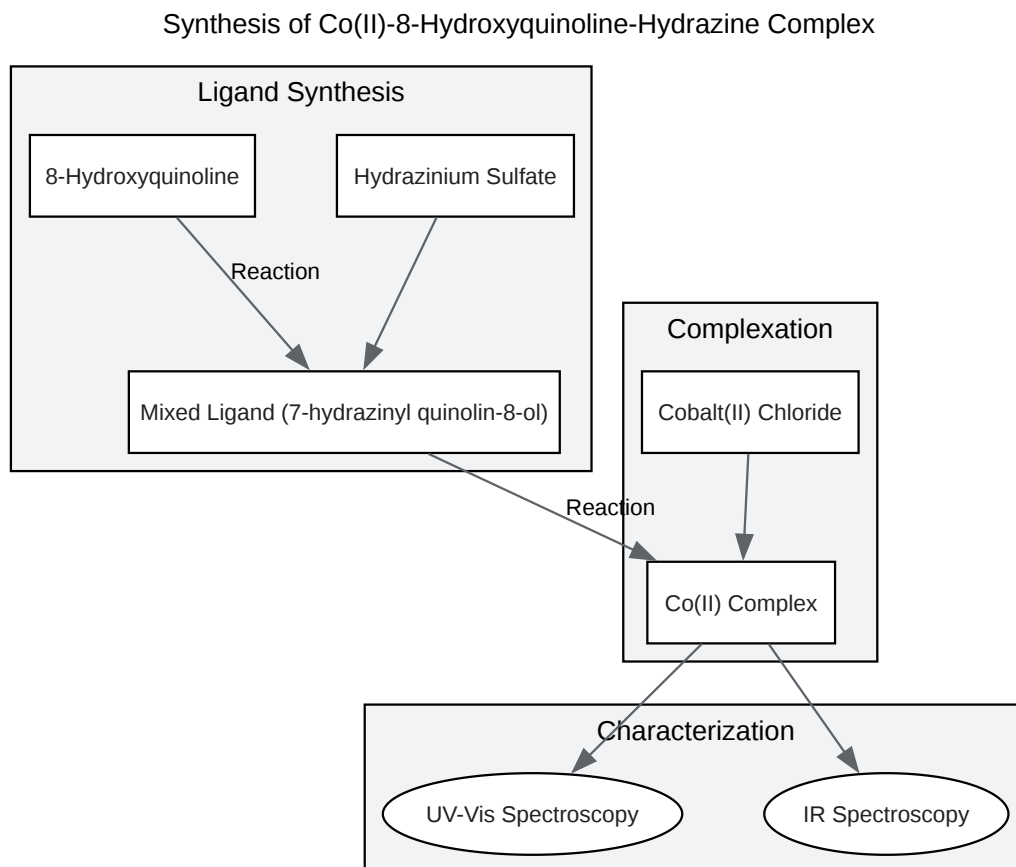 Synthesis of Co(II)-8-Hydroxyquinoline-Hydrazine Complex
Ligand Synthesis
8-Hydroxyquinoline
Hydrazinium Sulfate
Reaction
Mixed Ligand (7-hydrazinyl quinolin-8-ol)
Complexation
Cobalt(II) Chloride
Reaction
Co(II) Complex
Characterization
UV-Vis Spectroscopy
IR Spectroscopy